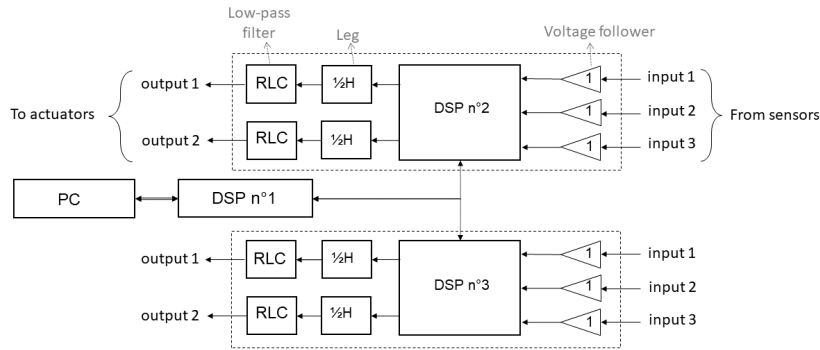 Low-pass
filter
Leg
Voltage follower
output 1
RLC
½H
DSP n°2
1
input 1
To actuators
1
input 2
From sensors
output 2
RLC
½H
1
input 3
PC
DSP n°1
output 1
RLC
½H
DSP n°3
1
input 1
1
input 2
output 2
RLC
½H
1
input 3